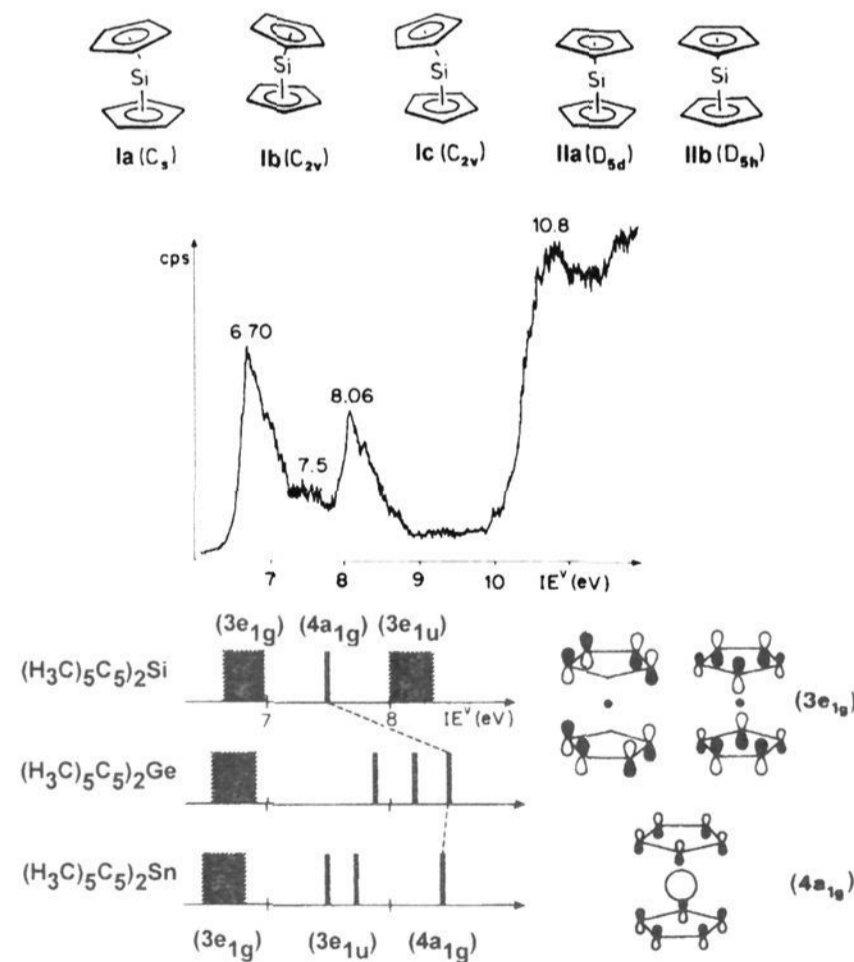 Si Si Si Si Si
Ia (Cₛ) Ib (C₂ᵥ) Ic (C₂ᵥ) IIa (D₅d) IIb (D₅h)
10.8
cps
6.70
8.06
7.5
7 8 9 10 IEᵛ (eV)
(3e₁g) (4a₁g) (3e₁u)
(H₃C)₅C₅)₂Si
7 8 IEᵛ (eV)
(3e₁g)
(H₃C)₅C₅)₂Ge
(H₃C)₅C₅)₂Sn
(4a₁g)
(3e₁g) (3e₁u) (4a₁g)